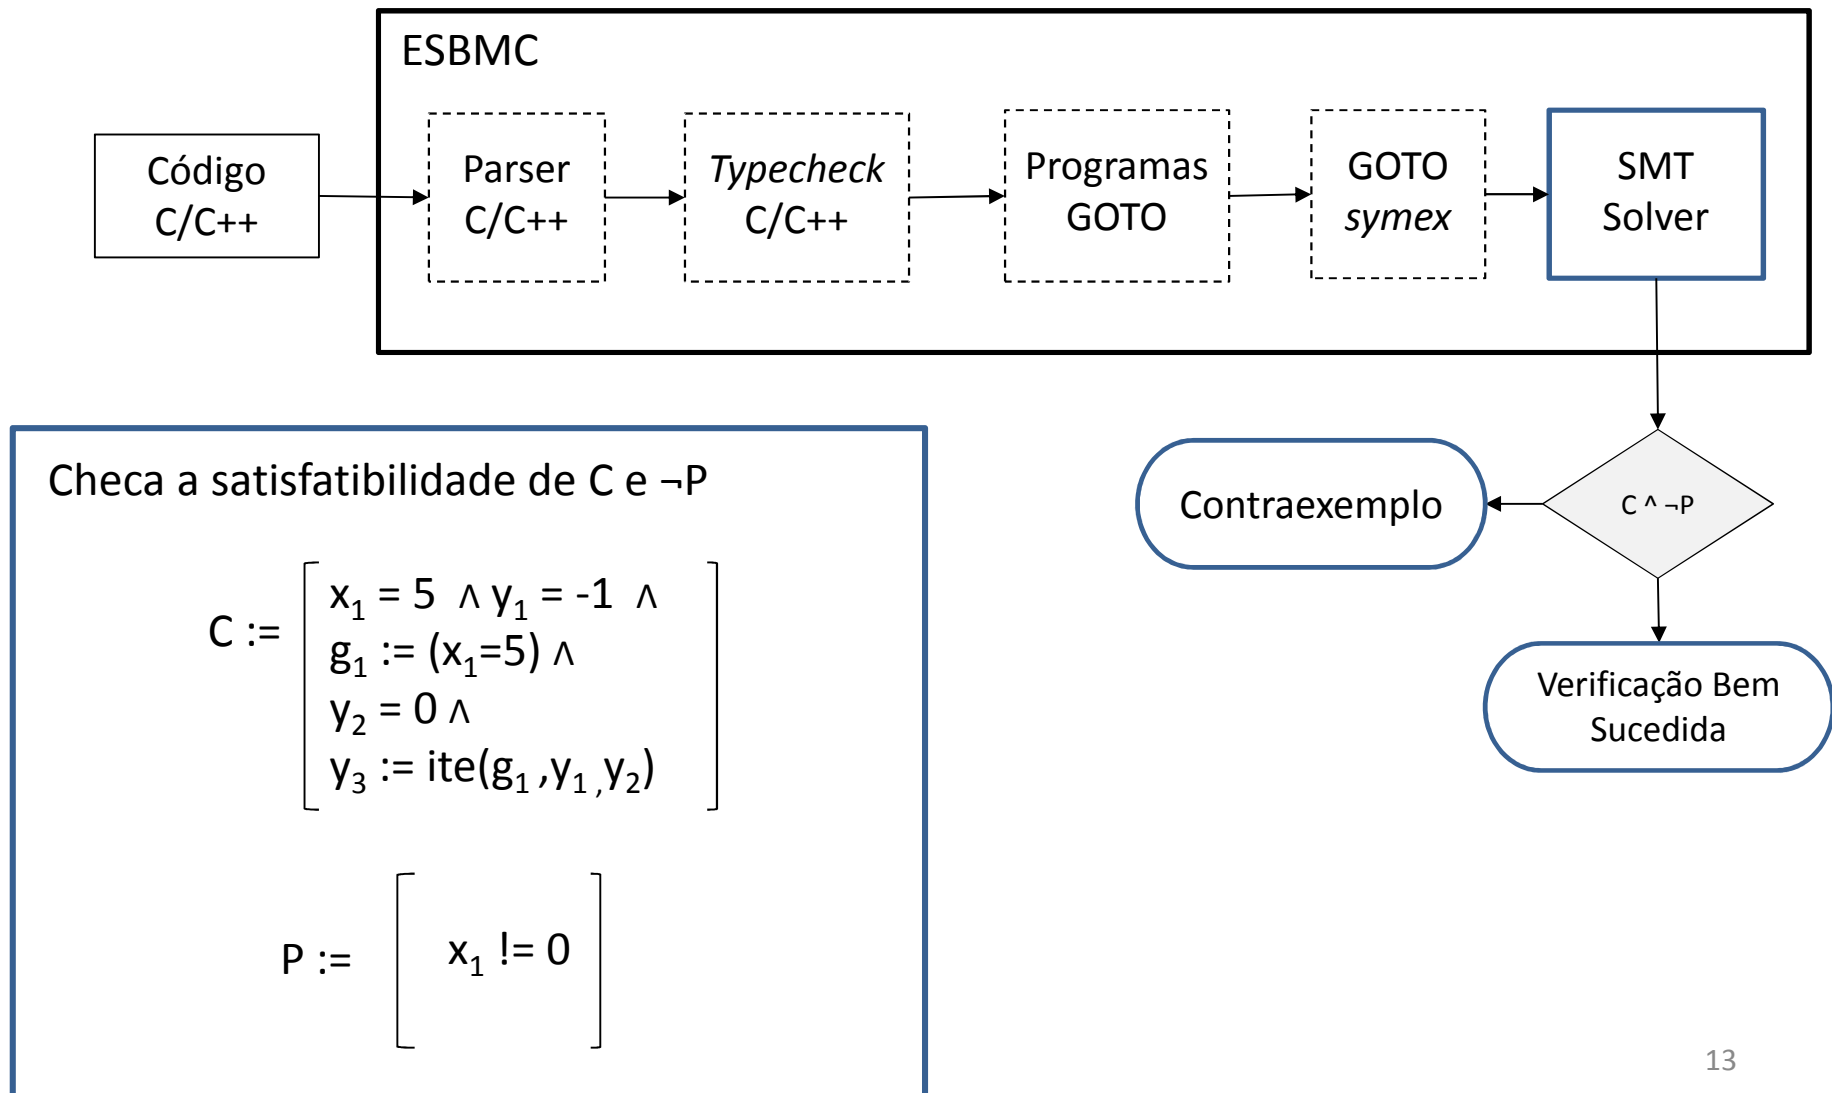 ESBMC
Código
C/C++
Parser
C/C++
Typecheck
C/C++
Programas
GOTO
GOTO
symex
SMT
Solver
Checa a satisfatibilidade de C e ¬P
C :=
x₁ = 5 ∧ y₁ = -1 ∧
g₁ := (x₁=5) ∧
y₂ = 0 ∧
y₃ := ite(g₁ ,y₁ ,y₂)
P :=
x₁ != 0
Contraexemplo
C ^ ¬P
Verificação Bem
Sucedida
13